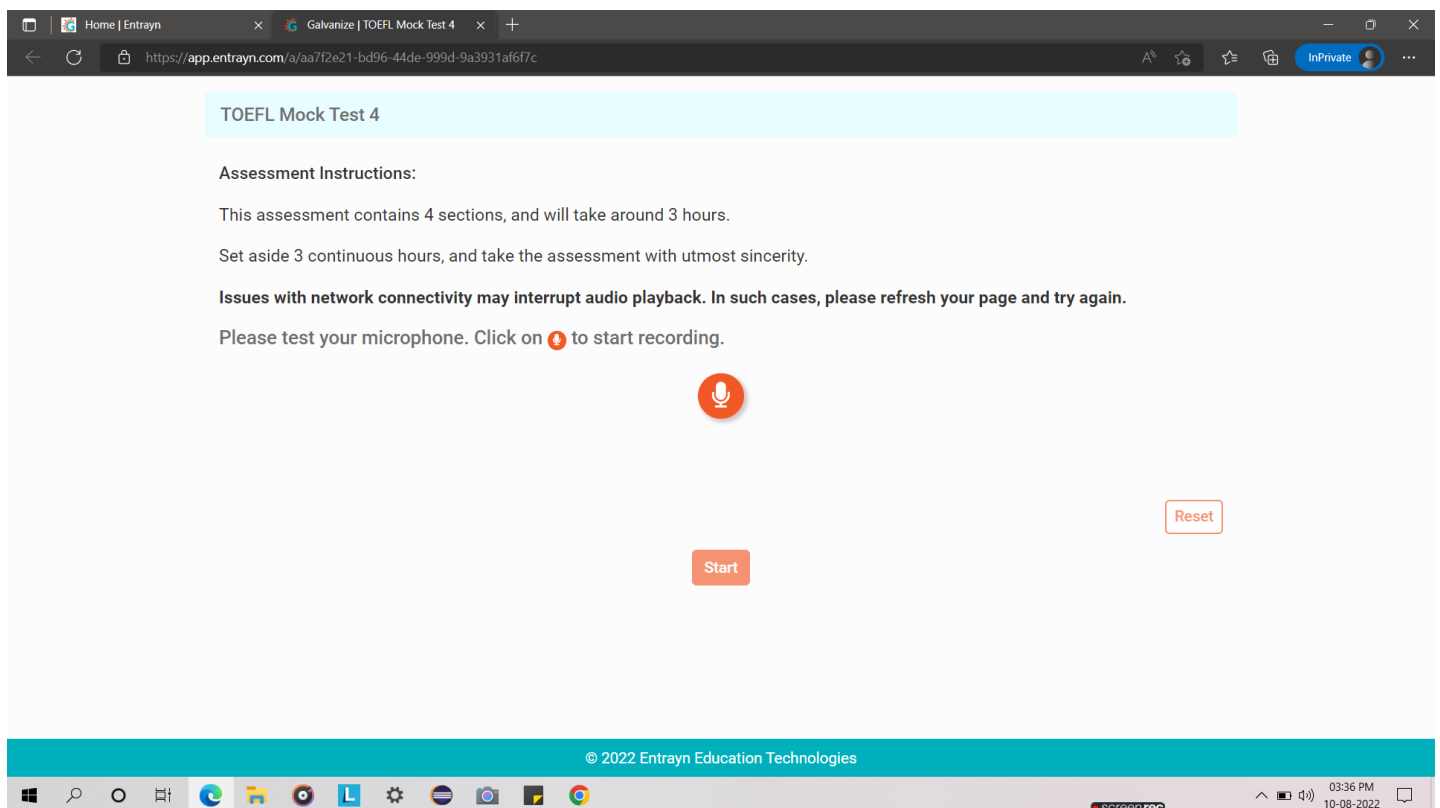 Home | Entrayn
Galvanize | TOEFL Mock Test 4
https://app.entrayn.com/a/aa7f2e21-bd96-44de-999d-9a3931af6f7c
InPrivate
TOEFL Mock Test 4
Assessment Instructions:
This assessment contains 4 sections, and will take around 3 hours.
Set aside 3 continuous hours, and take the assessment with utmost sincerity.
Issues with network connectivity may interrupt audio playback. In such cases, please refresh your page and try again.
Please test your microphone. Click on to start recording.
Reset
Start
© 2022 Entrayn Education Technologies
screenrec
03:36 PM
10-08-2022